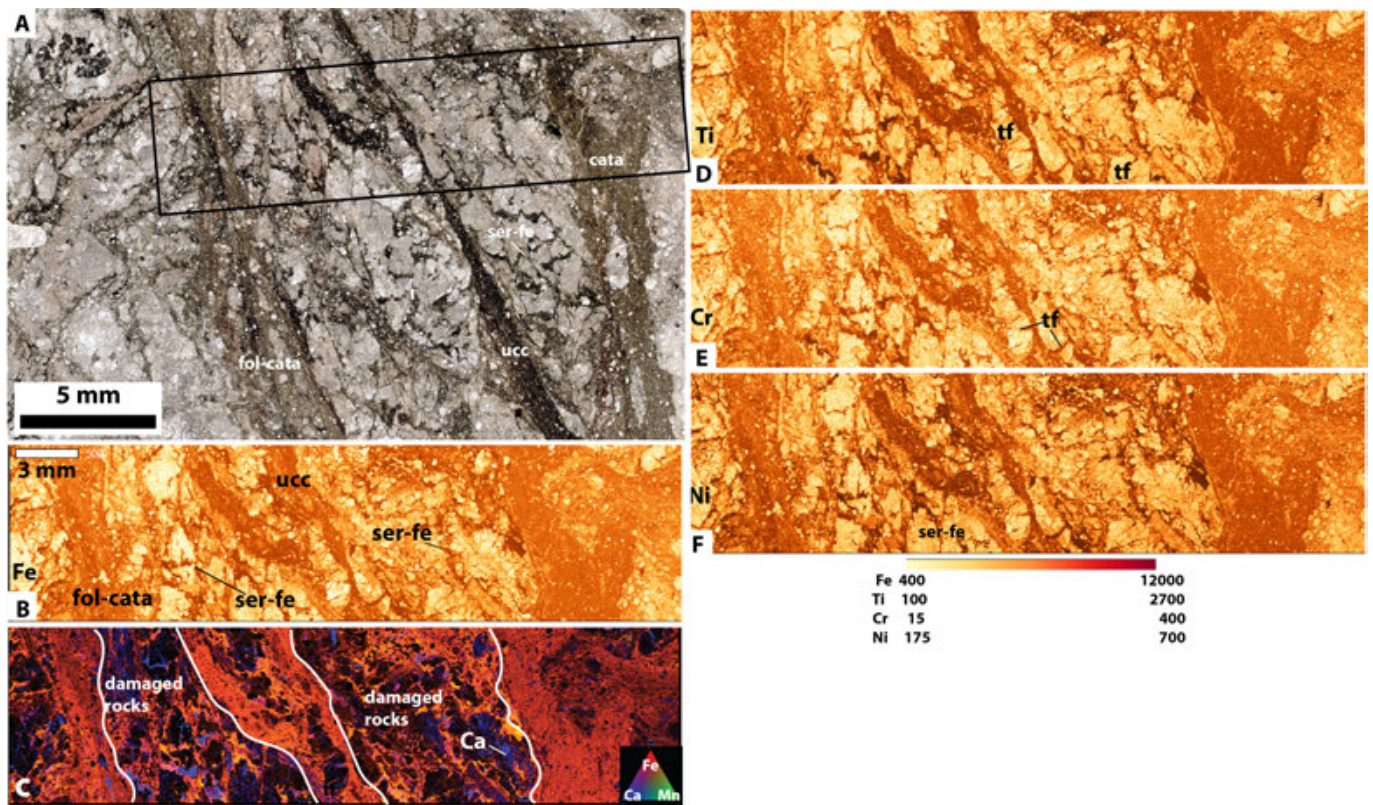 A
cata
ser-fe
fol-cata
ucc
5 mm
3 mm
ucc
ser-fe
Fe
fol-cata
ser-fe
B
damaged
rocks
damaged
rocks
Ca
C
Fe
Ca
Mn
Ti
tf
tf
D
Cr
tf
E
Ni
ser-fe
F
Fe 400 12000
Ti 100 2700
Cr 15 400
Ni 175 700